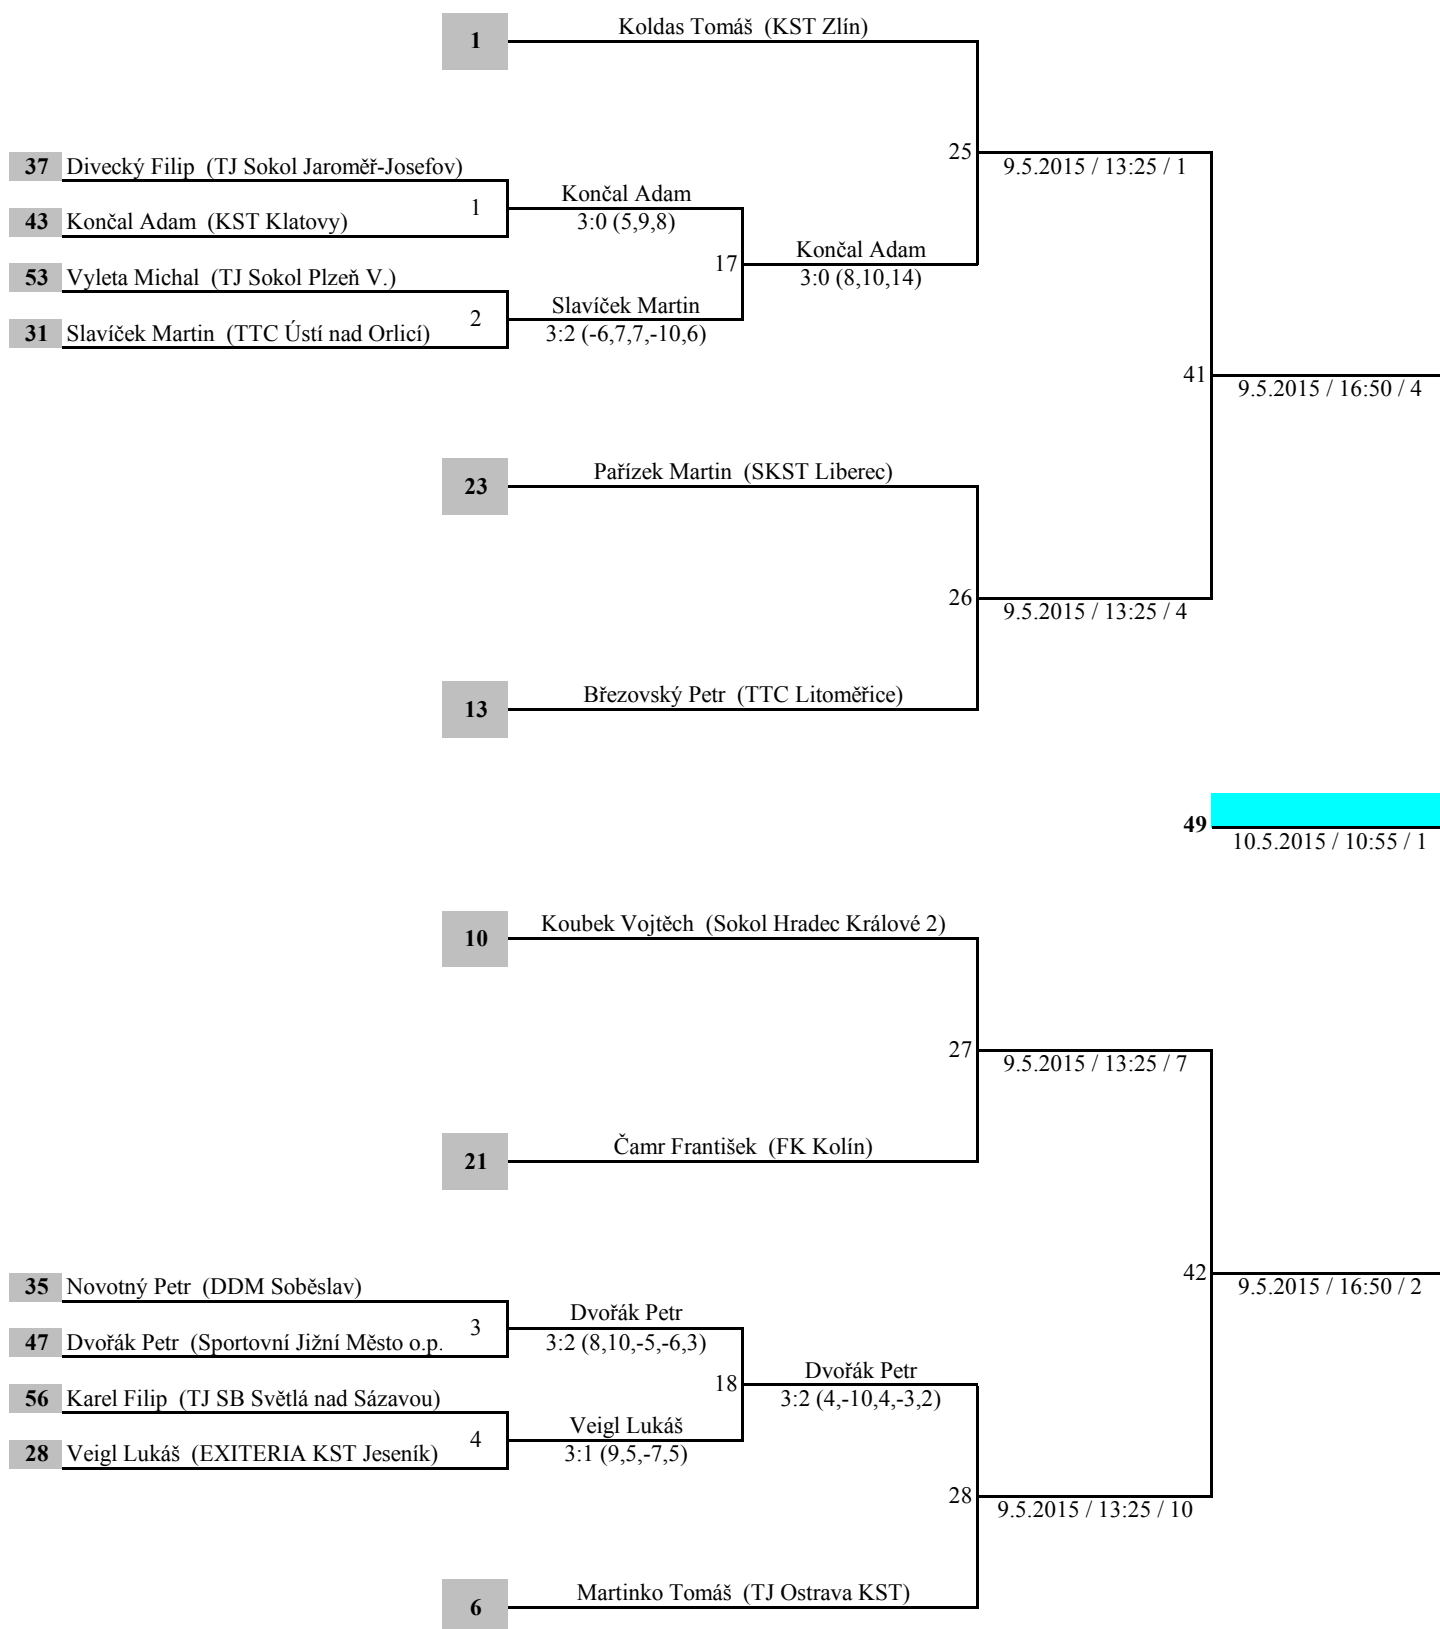 1 Koldas Tomáš (KST Zlín)
25 9.5.2015 / 13:25 / 1
37 Divecký Filip (TJ Sokol Jaroměř-Josefov)
1 Končal Adam
3:0 (5,9,8)
43 Končal Adam (KST Klatovy)
17 Končal Adam
3:0 (8,10,14)
53 Vyleta Michal (TJ Sokol Plzeň V.)
2 Slavíček Martin
3:2 (-6,7,7,-10,6)
31 Slavíček Martin (TTC Ústí nad Orlicí)
41 9.5.2015 / 16:50 / 4
23 Pařízek Martin (SKST Liberec)
26 9.5.2015 / 13:25 / 4
13 Březovský Petr (TTC Litoměřice)
49 10.5.2015 / 10:55 / 1
10 Koubek Vojtěch (Sokol Hradec Králové 2)
27 9.5.2015 / 13:25 / 7
21 Čamr František (FK Kolín)
42 9.5.2015 / 16:50 / 2
35 Novotný Petr (DDM Soběslav)
3 Dvořák Petr
3:2 (8,10,-5,-6,3)
47 Dvořák Petr (Sportovní Jižní Město o.p.
18 Dvořák Petr
3:2 (4,-10,4,-3,2)
56 Karel Filip (TJ SB Světlá nad Sázavou)
4 Veigl Lukáš
3:1 (9,5,-7,5)
28 Veigl Lukáš (EXITERIA KST Jeseník)
28 9.5.2015 / 13:25 / 10
6 Martinko Tomáš (TJ Ostrava KST)